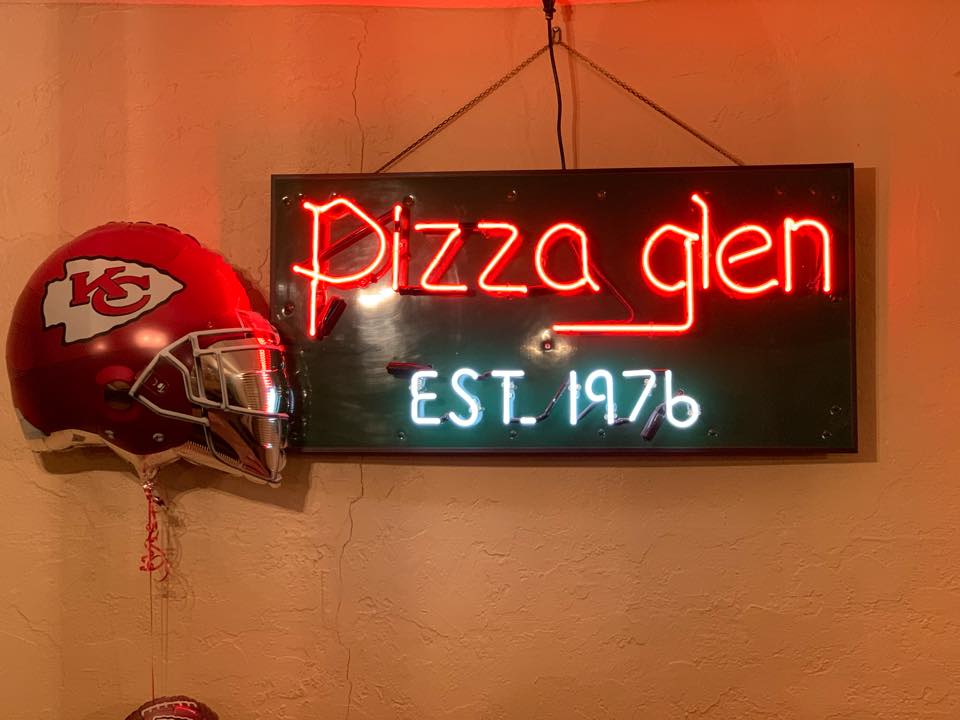 KC
Pizza glen
EST. 1976